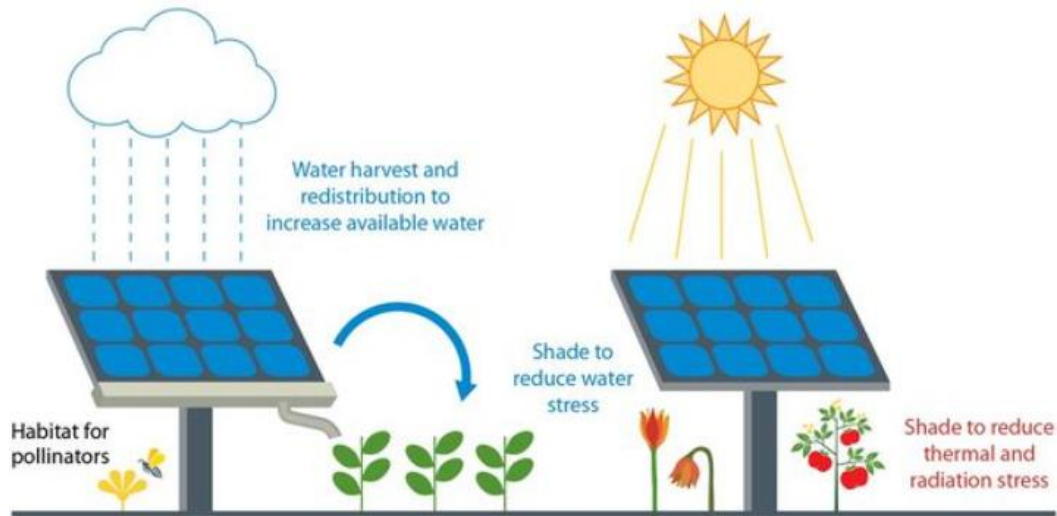 Water harvest and
redistribution to
increase available water
Shade to
reduce water
stress
Habitat for
pollinators
Shade to reduce
thermal and
radiation stress